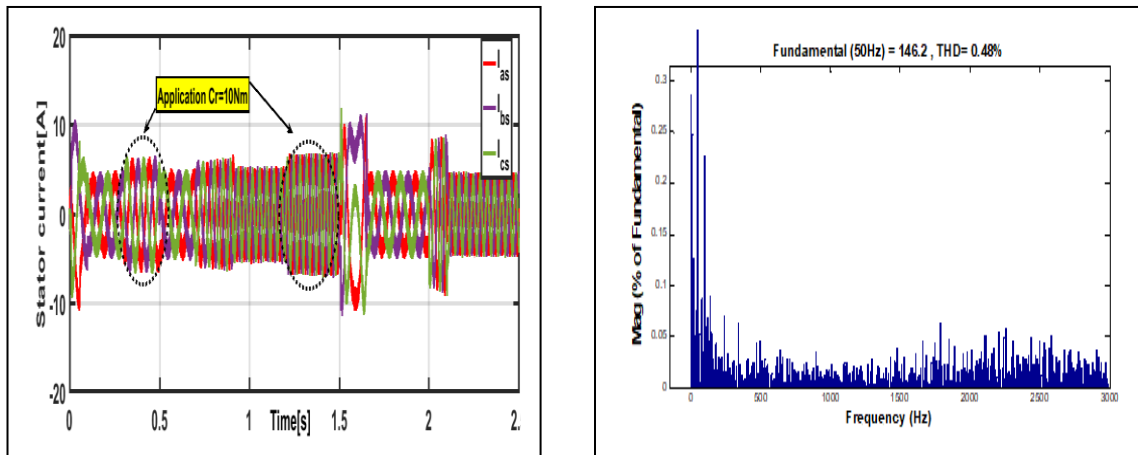 20
10
0
-10
-20
Stator current[A]
Application Cr=10Nm
I as
I bs
I cs
0
0.5
1
1.5
2
2.
Time[s]
Fundamental (50Hz) = 146.2 , THD= 0.48%
0.3
0.25
0.2
0.15
0.1
0.05
0
Mag (% of Fundamental)
0
500
1000
1500
2000
2500
3000
Frequency (Hz)